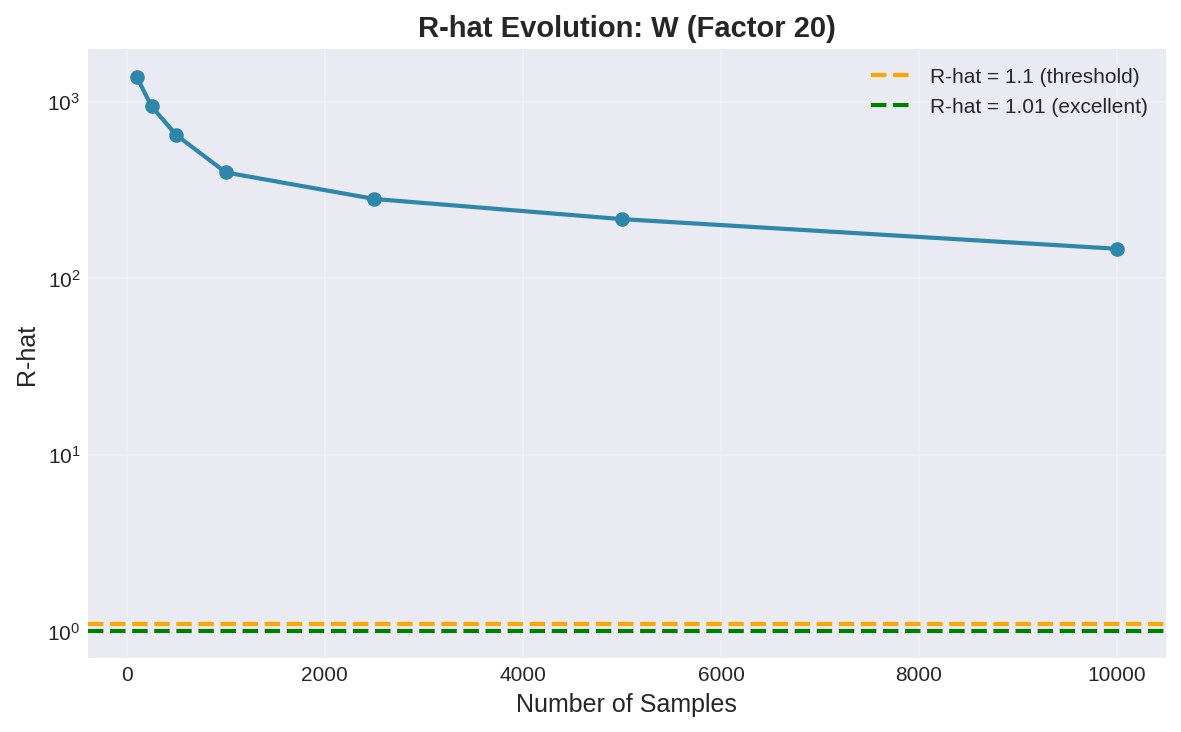 R-hat Evolution: W (Factor 20)
R-hat = 1.1 (threshold)
R-hat = 1.01 (excellent)
10³
10²
10¹
10⁰
R-hat
0 2000 4000 6000 8000 10000
Number of Samples